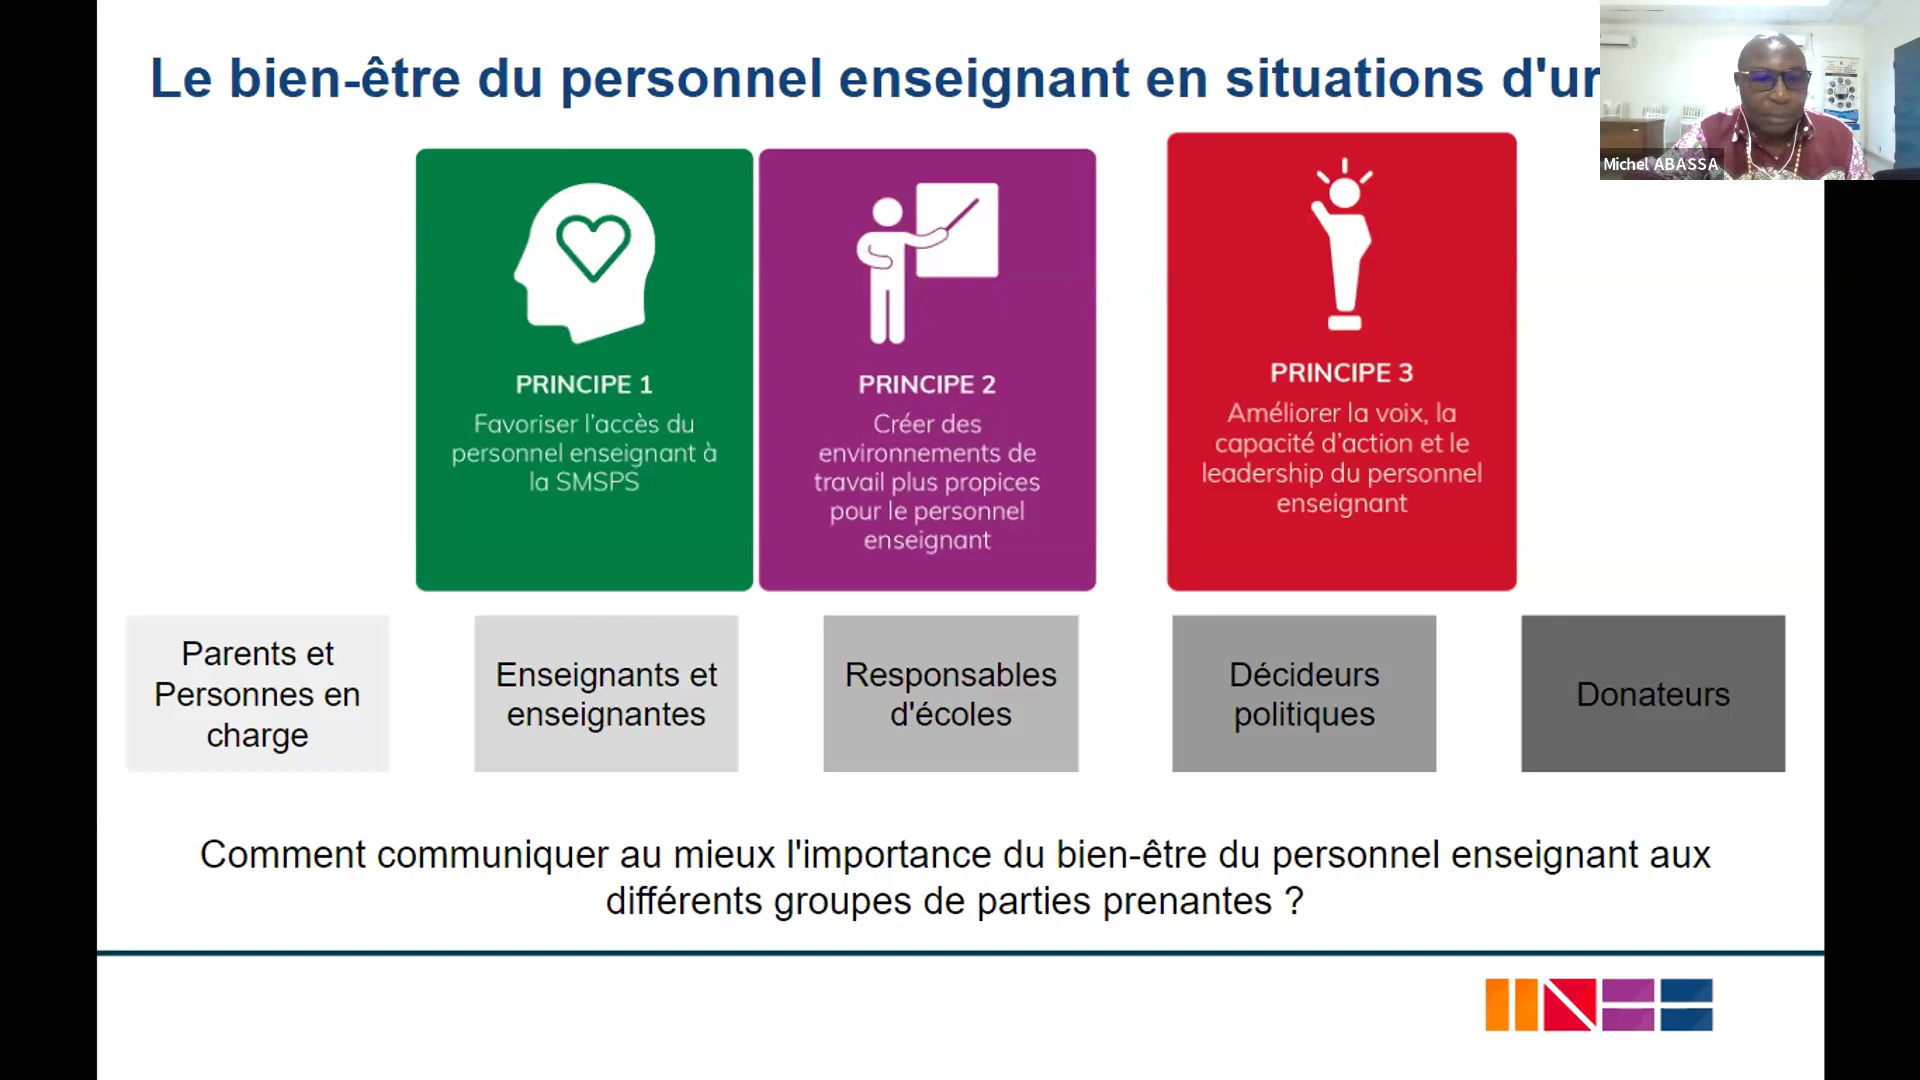 Le bien-être du personnel enseignant en situations d'ur
Michel ABASSA
PRINCIPE 1
Favoriser l'accès du
personnel enseignant à
la SMSPS
PRINCIPE 2
Créer des
environnements de
travail plus propices
pour le personnel
enseignant
PRINCIPE 3
Améliorer la voix, la
capacité d'action et le
leadership du personnel
enseignant
Parents et
Personnes en
charge
Enseignants et
enseignantes
Responsables
d'écoles
Décideurs
politiques
Donateurs
Comment communiquer au mieux l'importance du bien-être du personnel enseignant aux
différents groupes de parties prenantes ?
INEE